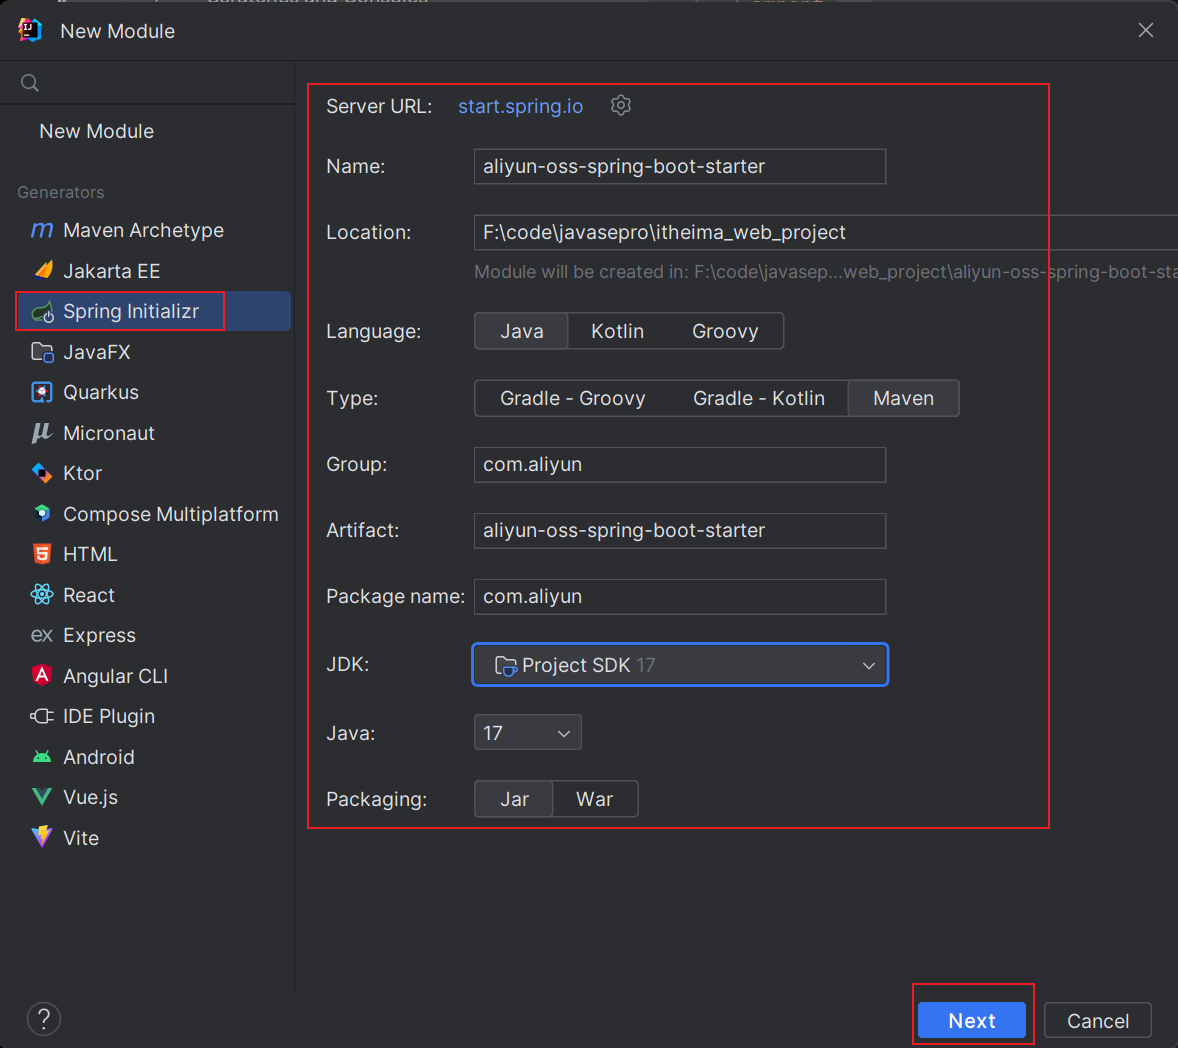 New Module
New Module
Generators
Maven Archetype
Jakarta EE
Spring Initializr
JavaFX
Quarkus
Micronaut
Ktor
Compose Multiplatform
HTML
React
Express
Angular CLI
IDE Plugin
Android
Vue.js
Vite
Server URL: start.spring.io
Name: aliyun-oss-spring-boot-starter
Location: F:\code\javasepro\itheima_web_project
Module will be created in: F:\code\javasep...web_project\aliyun-oss-spring-boot-sta
Language: Java Kotlin Groovy
Type: Gradle - Groovy Gradle - Kotlin Maven
Group: com.aliyun
Artifact: aliyun-oss-spring-boot-starter
Package name: com.aliyun
JDK: Project SDK 17
Java: 17
Packaging: Jar War
? Next Cancel